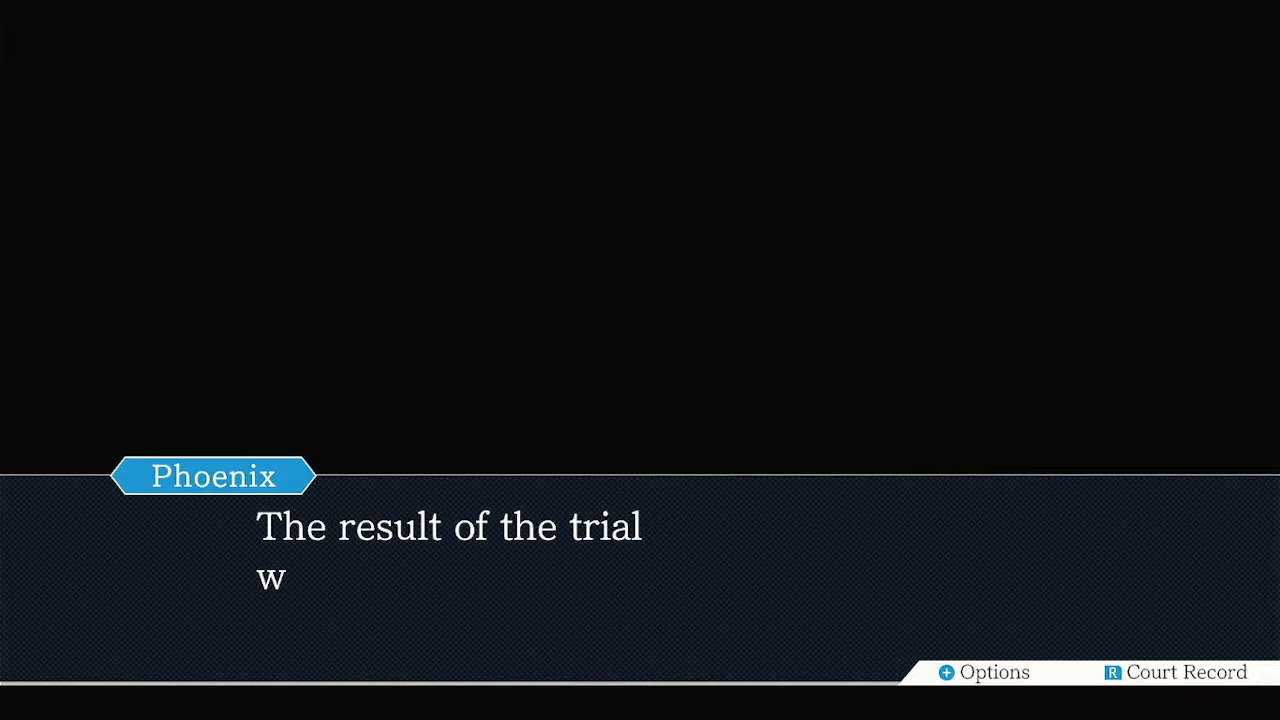 Phoenix
The result of the trial
w
Options
R Court Record